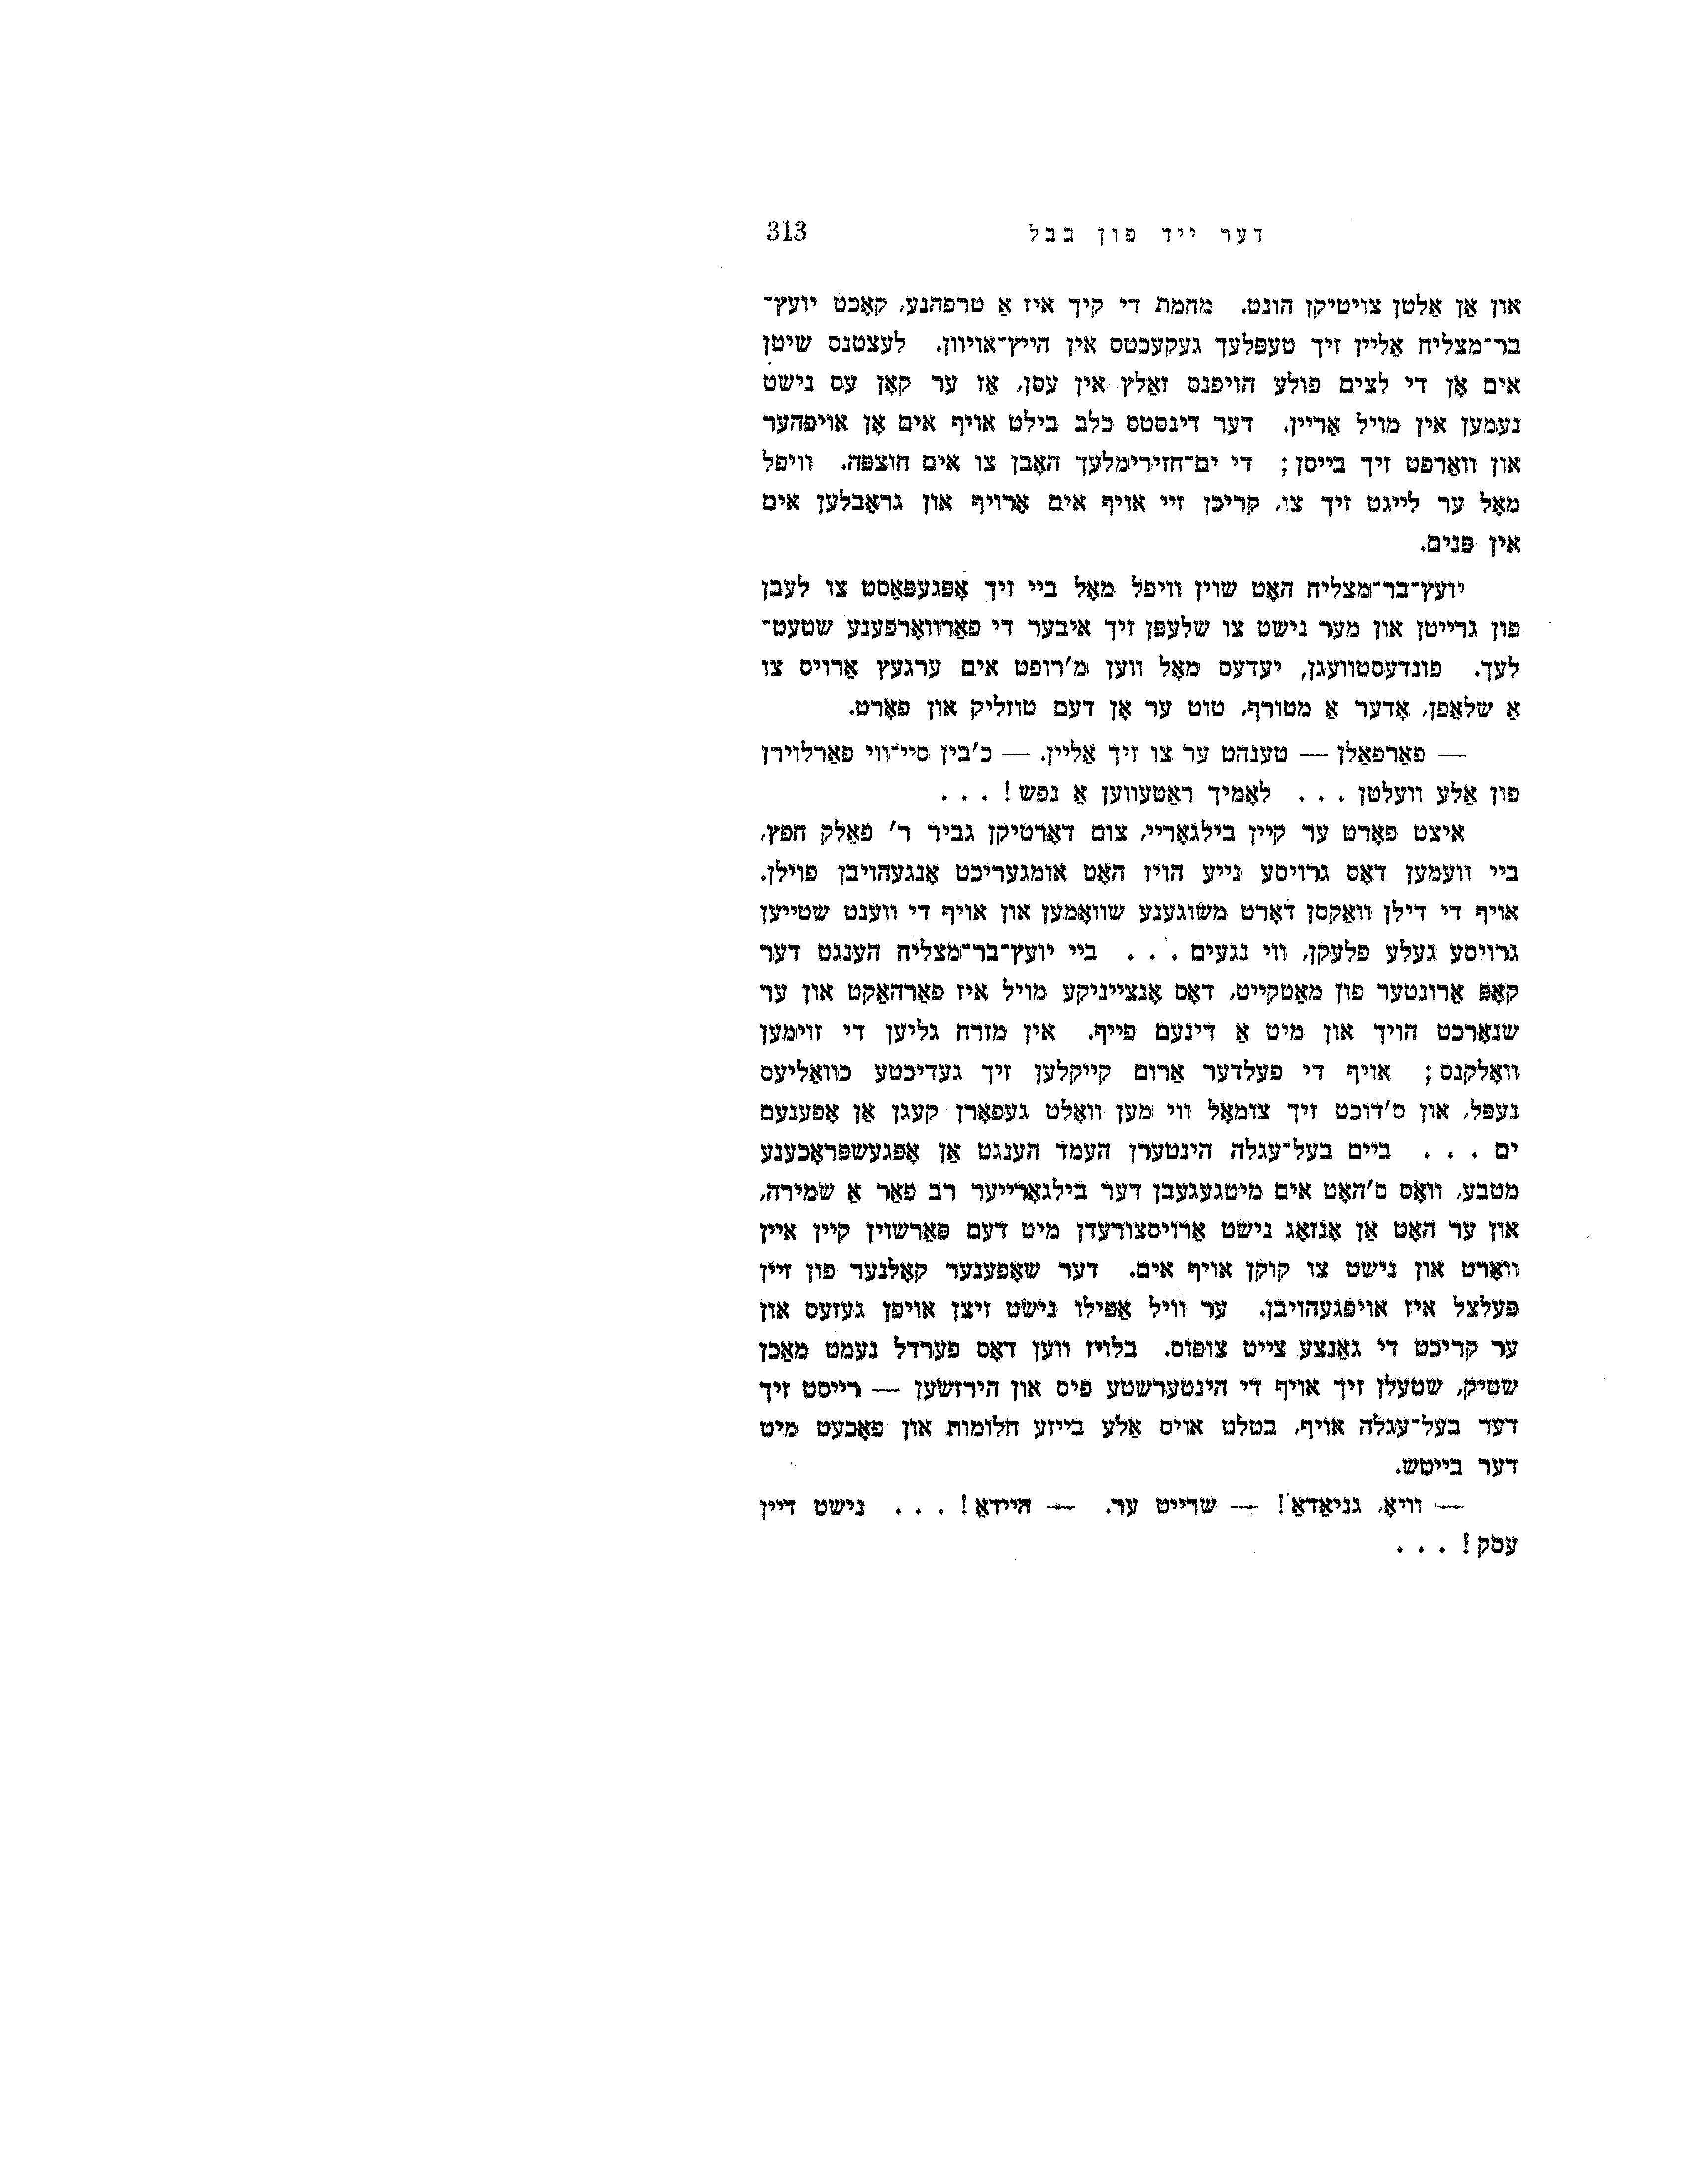 דער ייד פון בבל 313
און אַן אַלטן צויטיקן הונט. מחמת די קיך איז אַ טרפהנע, קאָכט יועץ־
בר־מצליח אַליין זיך טעפּלעך געקעכטס אין הייץ־אויוון. לעצטנס שיטן
אים אָן די לצים פולע הויפנס זאַלץ אין עסן, אַז ער קאָן עס נישט
נעמען אין מויל אַריין. דער דינסטס כלב בילט אויף אים אָן אויפהער
און וואַרפט זיך בייסן; די ים־חזירימלעך האָבן צו אים חוצפּה. וויפל
מאָל ער לייגט זיך צו, קריכן זיי אויף אים אַרויף און גראַבלען אים
אין פּנים.
יועץ־בר־מצליח האָט שוין וויפל מאָל ביי זיך אָפּגעפּאַסט צו לעבן
פון גרייטן און מער נישט צו שלעפּן זיך איבער די פאַרוואָרפענע שטעט־
לעך. פונדעסטוועגן, יעדעס מאָל ווען מ'רופט אים ערגעץ אַרויס צו
אַ שלאַפן, אָדער אַ מטורף, טוט ער אָן דעם טוזליק און פאָרט.
— פאַרפאַלן — טענהט ער צו זיך אַליין. — כ'בין סיי־ווי פאַרלוירן
פון אַלע וועלטן . . . לאָמיך ראַטעווען אַ נפש! . . .
איצט פאָרט ער קיין בילגאָריי, צום דאָרטיקן גביר ר' פאַלק חפץ,
ביי וועמען דאָס גרויסע נייע הויז האָט אומגעריכט אָנגעהויבן פוילן.
אויף די דילן וואַקסן דאָרט משוגענע שוואָמען און אויף די ווענט שטייען
גרויסע געלע פלעקן, ווי נגעים . . . ביי יועץ־בר־מצליח הענגט דער
קאָפּ אַרונטער פון מאַטקייט, דאָס אָנצייניקע מויל איז פאַרהאַקט און ער
שנאָרכט הויך און מיט אַ דינעם פייף. אין מזרח גליען די זוימען
וואָלקנס; אויף די פעלדער אַרום קייקלען זיך געדיכטע כוואַליעס
נעפּל, און ס'דוכט זיך צומאָל ווי מען וואָלט געפאָרן קעגן אַן אָפענעם
ים . . . ביים בעל־עגלה הינטערן העמד הענגט אַן אָפּגעשפּראָכענע
מטבע, וואָס ס'האָט אים מיטגעגעבן דער בילגאָרייער רב פאַר אַ שמירה,
און ער האָט אַן אָנזאָג נישט אַרויסצורעדן מיט דעם פּאַרשוין קיין איין
וואָרט און נישט צו קוקן אויף אים. דער שאָפענער קאָלנער פון זיין
פּעלצל איז אויפגעהויבן. ער וויל אַפּילו נישט זיצן אויפן געזעס און
ער קריכט די גאַנצע צייט צופוס. בלויז ווען דאָס פערדל נעמט מאַכן
שטיק, שטעלן זיך אויף די הינטערשטע פיס און הירזשען — רייסט זיך
דער בעל־עגלה אויף, בטלט אויס אַלע בייזע חלומות און פאָכעט מיט
דער בייטש.
— וויאָ, גניאַדאַ! — שרייט ער. — היידאַ! . . . נישט דיין
עסק! . . .